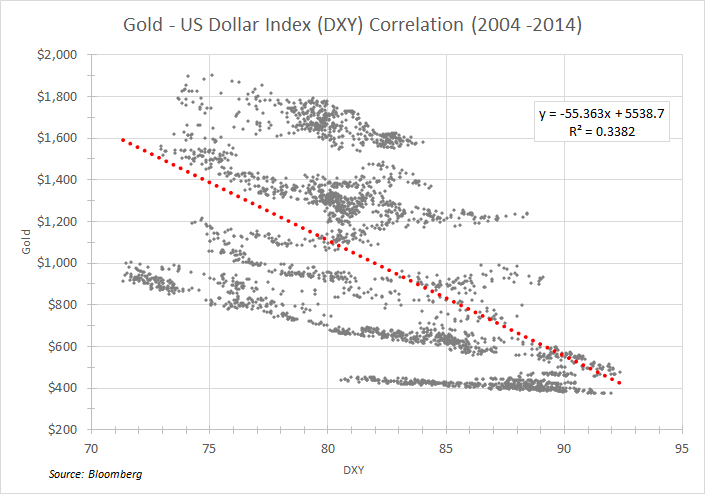 Gold - US Dollar Index (DXY) Correlation (2004 -2014)
$2,000
$1,800
$1,600
$1,400
$1,200
$1,000
$800
$600
$400
$200
Gold
y = -55.363x + 5538.7
R² = 0.3382
70 75 80 85 90 95
DXY
Source: Bloomberg